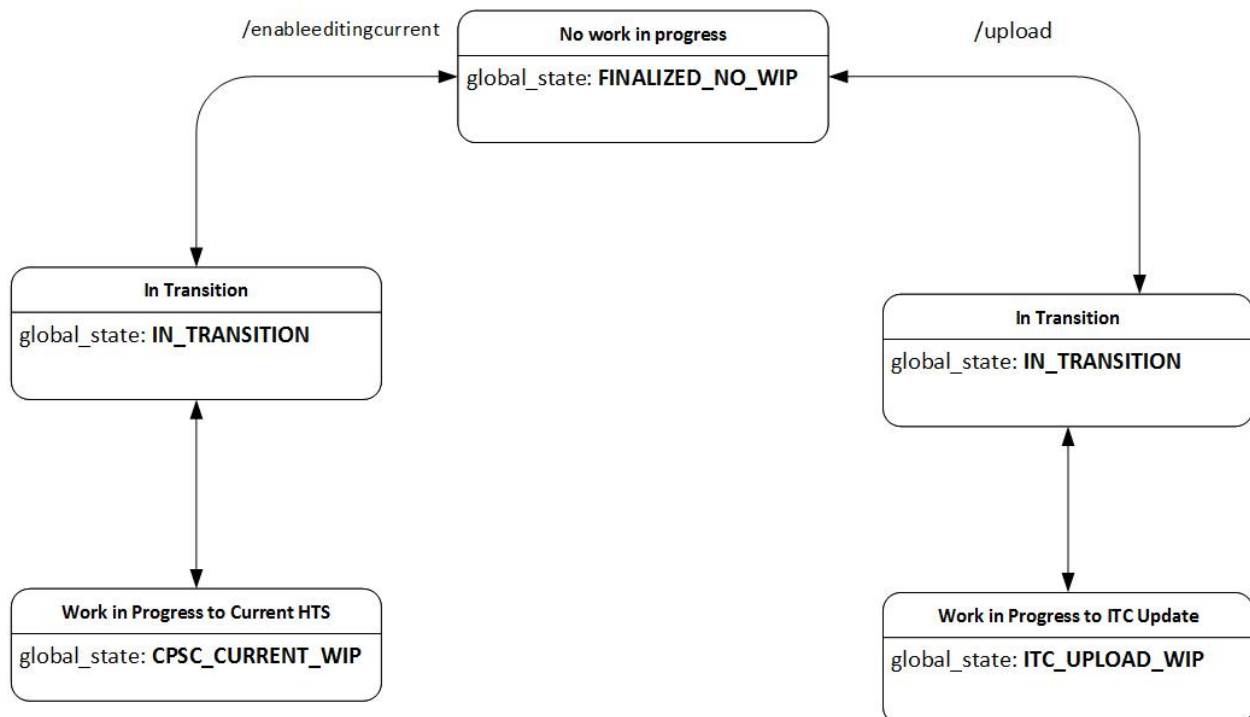 /enableeditingcurrent
No work in progress
/upload
global_state: FINALIZED_NO_WIP
In Transition
global_state: IN_TRANSITION
In Transition
global_state: IN_TRANSITION
Work in Progress to Current HTS
global_state: CPSC_CURRENT_WIP
Work in Progress to ITC Update
global_state: ITC_UPLOAD_WIP